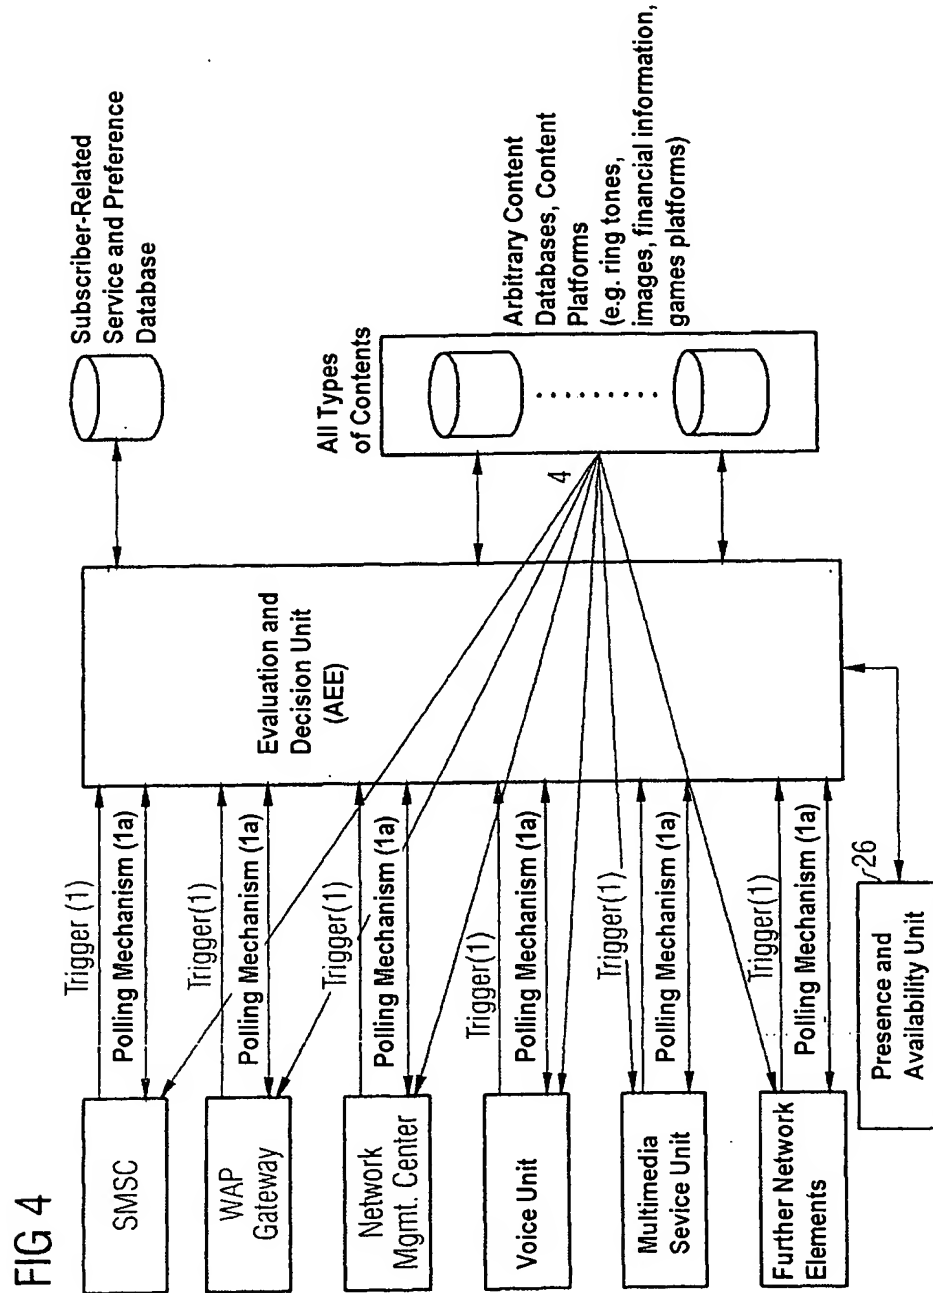 FIG 4
SMSC
Trigger (1)
Polling Mechanism (1a)
WAP
Gateway
Trigger(1)
Polling Mechanism (1a)
Network
Mgmt. Center
Trigger(1)
Polling Mechanism (1a)
Voice Unit
Trigger(1)
Polling Mechanism (1a)
Multimedia
Sevice Unit
Trigger(1)
Polling Mechanism (1a)
Further Network
Elements
Trigger(1)
Polling Mechanism (1a)
Presence and
Availability Unit
26
Evaluation and
Decision Unit
(AEE)
Subscriber-Related
Service and Preference
Database
All Types
of Contents
4
Arbitrary Content
Databases, Content
Platforms
(e.g. ring tones,
images, financial information,
games platforms)